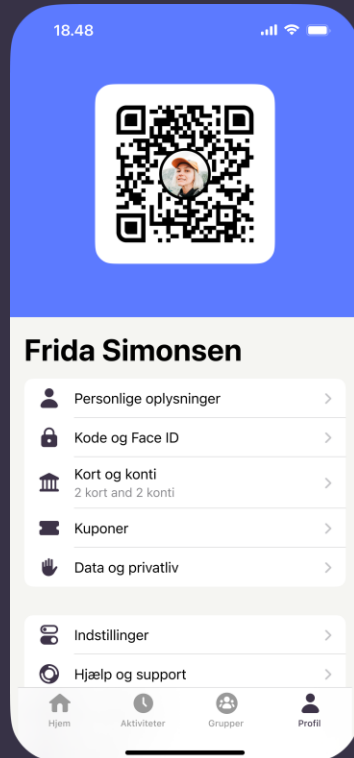 18.48
Frida Simonsen
Personlige oplysninger
Kode og Face ID
Kort og konti
2 kort and 2 konti
Kuponer
Data og privatliv
Indstillinger
Hjælp og support
Hjem
Aktiviteter
Grupper
Profil